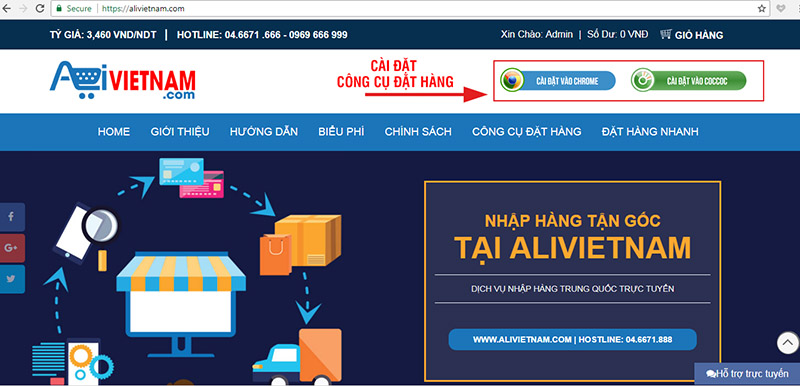 Secure https://alivietnam.com
TỶ GIÁ: 3,460 VND/NDT | HOTLINE: 04.6671 .666 - 0969 666 999
Xin Chào: Admin | Số Dư: 0 VNĐ GIỎ HÀNG
AliVIETNAM
.com
CÀI ĐẶT
CÔNG CỤ ĐẶT HÀNG
CÀI ĐẶT VÀO CHROME
CÀI ĐẶT VÀO COCCOC
HOME GIỚI THIỆU HƯỚNG DẪN BIỂU PHÍ CHÍNH SÁCH CÔNG CỤ ĐẶT HÀNG ĐẶT HÀNG NHANH
NHẬP HÀNG TẬN GỐC
TẠI ALIVIETNAM
DỊCH VỤ NHẬP HÀNG TRUNG QUỐC TRỰC TUYẾN
WWW.ALIVIETNAM.COM | HOSTLINE: 04.6671.888
f
G+
Hỗ trợ trực tuyến